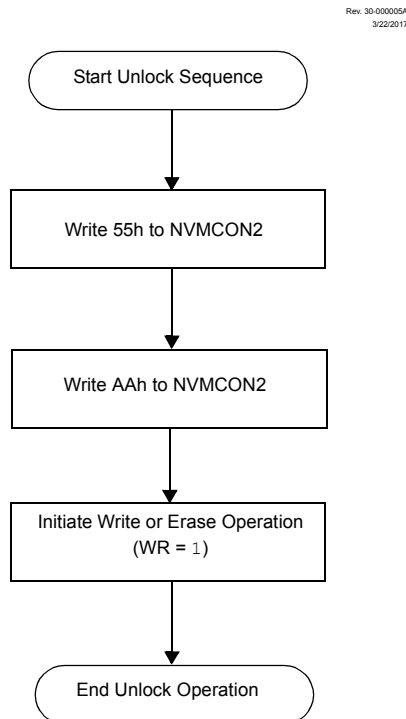 Rev. 30-000005A
3/22/2017
Start Unlock Sequence
Write 55h to NVMCON2
Write AAh to NVMCON2
Initiate Write or Erase Operation
(WR = 1)
End Unlock Operation